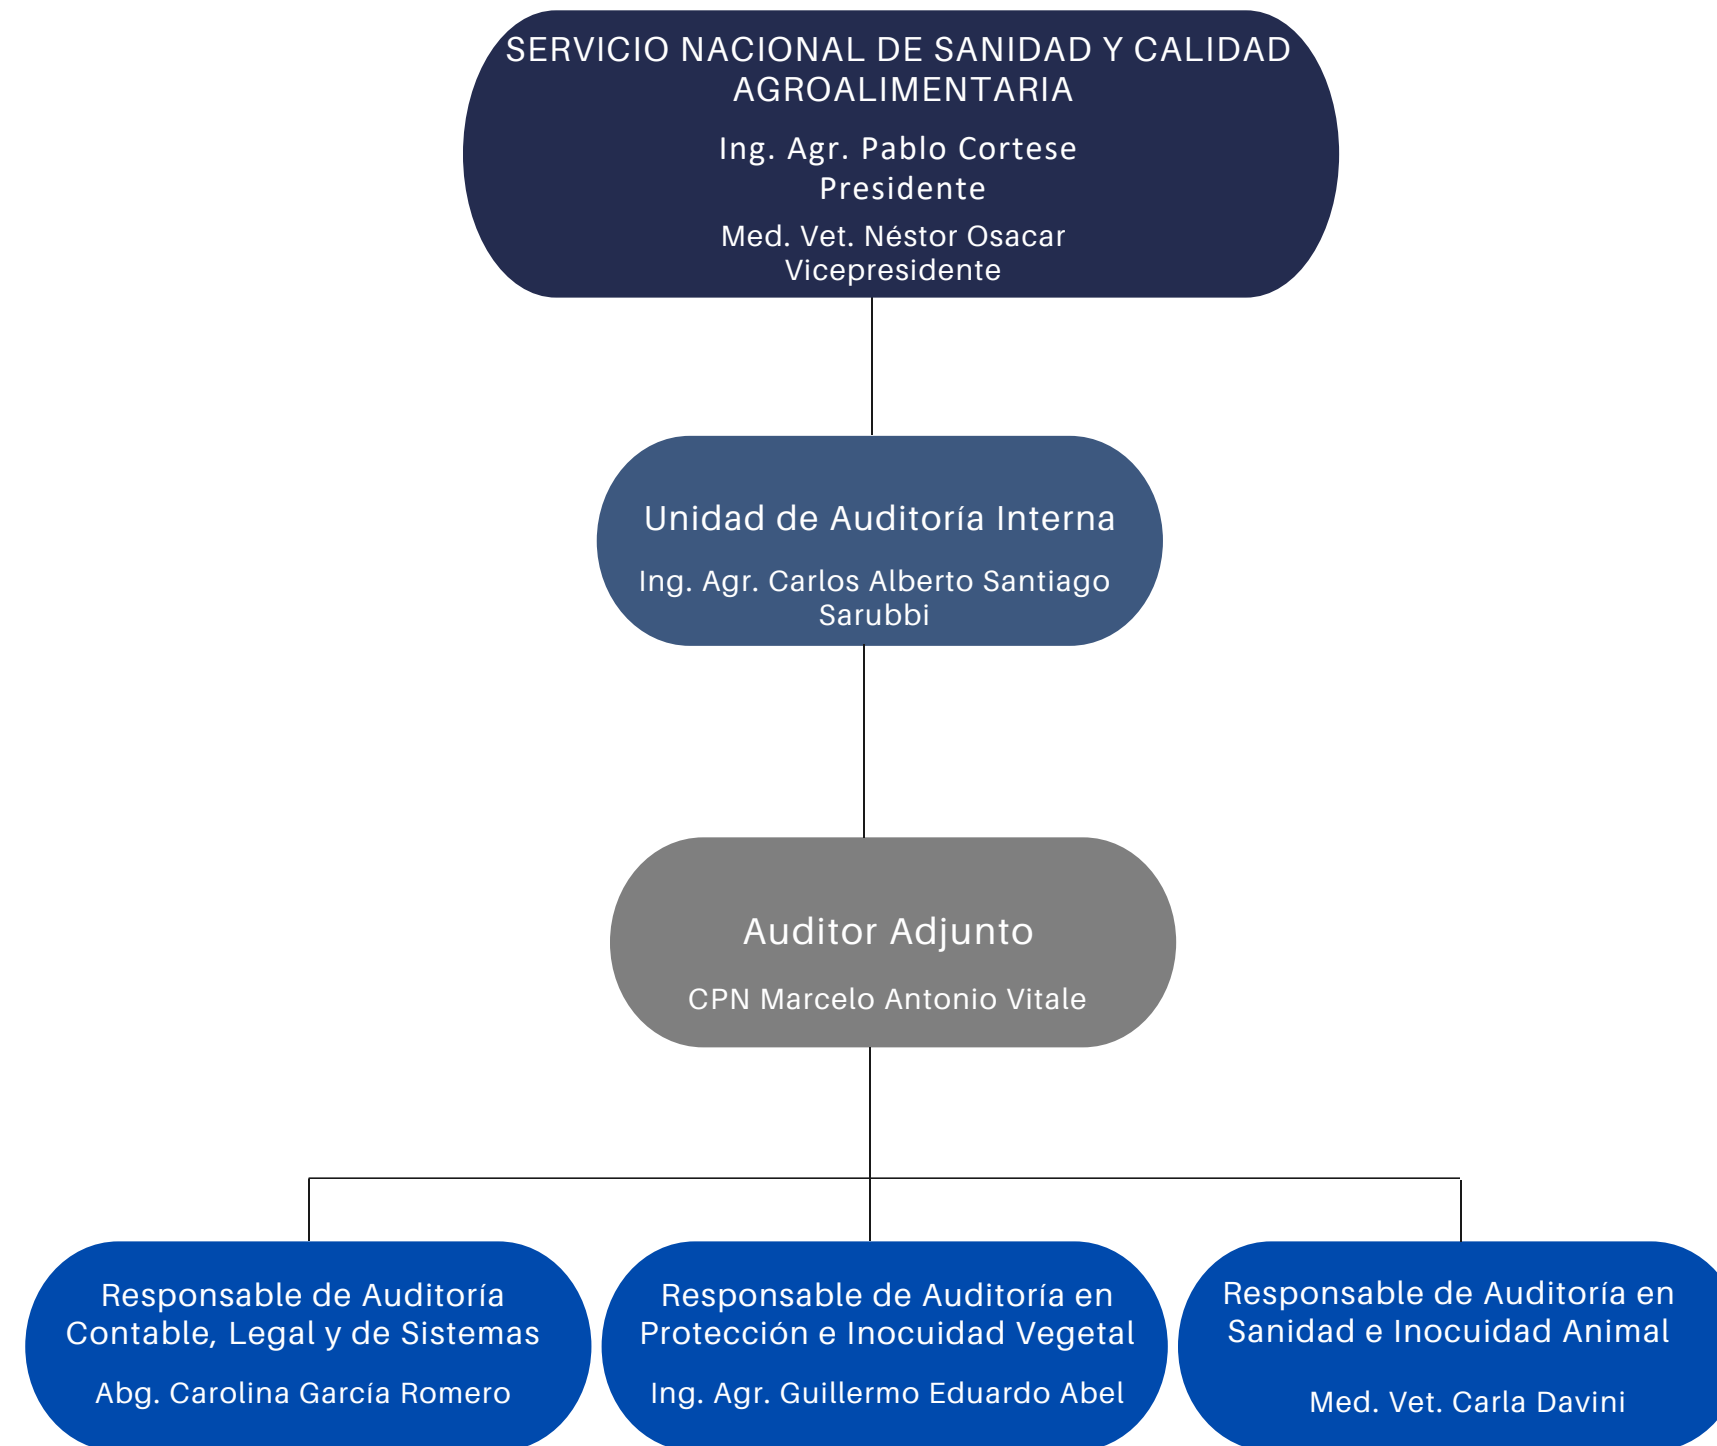 SERVICIO NACIONAL DE SANIDAD Y CALIDAD
AGROALIMENTARIA
Ing. Agr. Pablo Cortese
Presidente
Med. Vet. Néstor Osacar
Vicepresidente
Unidad de Auditoría Interna
Ing. Agr. Carlos Alberto Santiago
Sarubbi
Auditor Adjunto
CPN Marcelo Antonio Vitale
Responsable de Auditoría
Contable, Legal y de Sistemas
Abg. Carolina García Romero
Responsable de Auditoría en
Protección e Inocuidad Vegetal
Ing. Agr. Guillermo Eduardo Abel
Responsable de Auditoría en
Sanidad e Inocuidad Animal
Med. Vet. Carla Davini